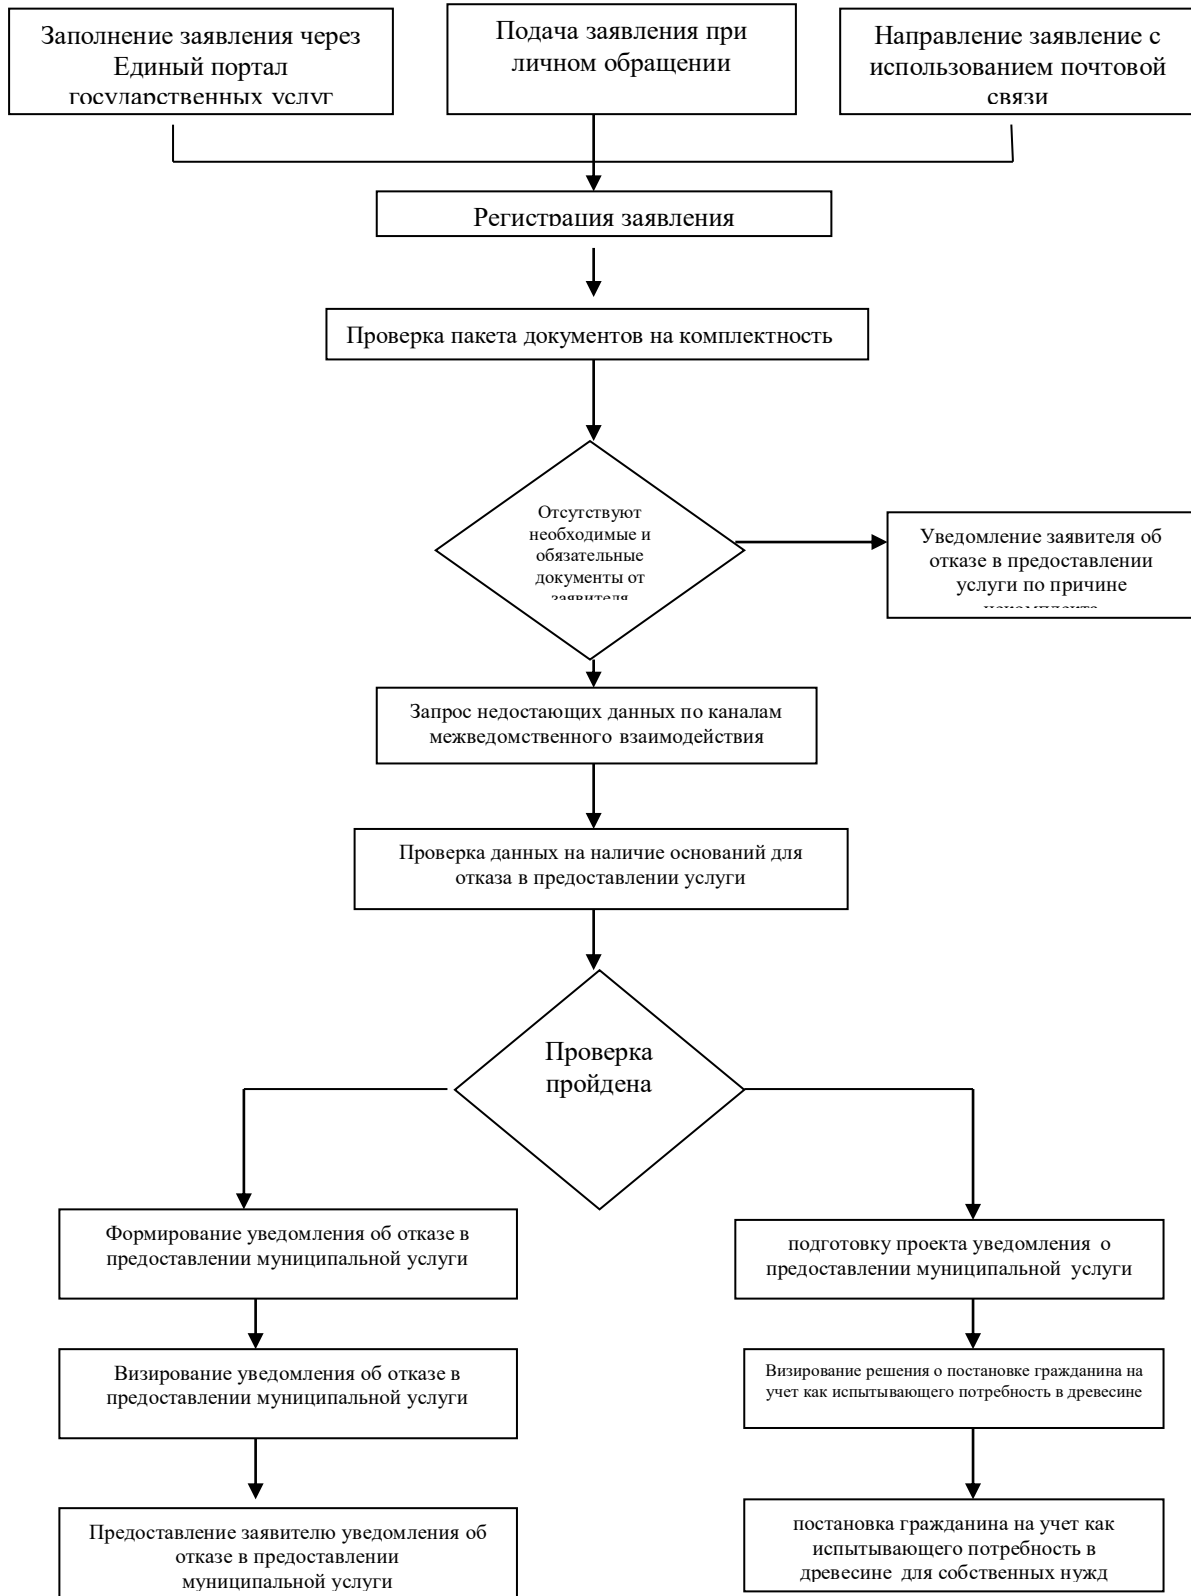 Заполнение заявления через
Единый портал
государственных услуг
Подача заявления при
личном обращении
Направление заявление с
использованием почтовой
связи
Регистрация заявления
Проверка пакета документов на комплектность
Отсутствуют
необходимые и
обязательные
документы от
заявителя
Уведомление заявителя об
отказе в предоставлении
услуги по причине
некомплекта
Запрос недостающих данных по каналам
межведомственного взаимодействия
Проверка данных на наличие оснований для
отказа в предоставлении услуги
Проверка
пройдена
Формирование уведомления об отказе в
предоставлении муниципальной услуги
подготовку проекта уведомления о
предоставлении муниципальной услуги
Визирование уведомления об отказе в
предоставлении муниципальной услуги
Визирование решения о постановке гражданина на
учет как испытывающего потребность в древесине
Предоставление заявителю уведомления об
отказе в предоставлении
муниципальной услуги
постановка гражданина на учет как
испытывающего потребность в
древесине для собственных нужд